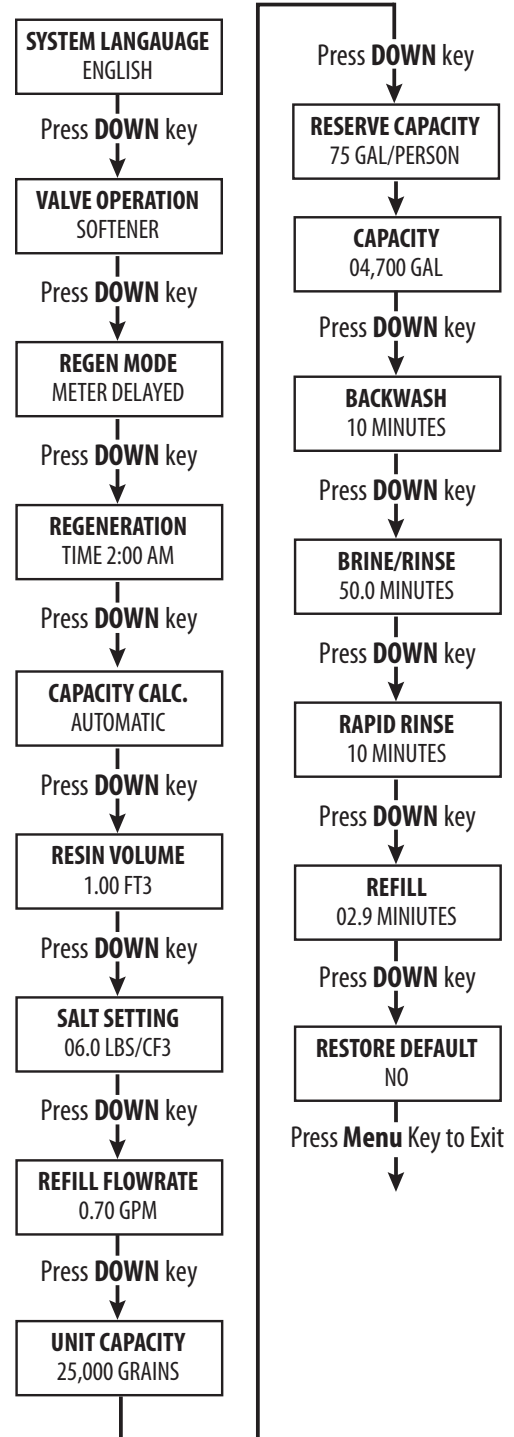 SYSTEM LANGAUAGE
ENGLISH
Press DOWN key
VALVE OPERATION
SOFTENER
Press DOWN key
REGEN MODE
METER DELAYED
Press DOWN key
REGENERATION
TIME 2:00 AM
Press DOWN key
CAPACITY CALC.
AUTOMATIC
Press DOWN key
RESIN VOLUME
1.00 FT3
Press DOWN key
SALT SETTING
06.0 LBS/CF3
Press DOWN key
REFILL FLOWRATE
0.70 GPM
Press DOWN key
UNIT CAPACITY
25,000 GRAINS
Press DOWN key
RESERVE CAPACITY
75 GAL/PERSON
CAPACITY
04,700 GAL
Press DOWN key
BACKWASH
10 MINUTES
Press DOWN key
BRINE/RINSE
50.0 MINUTES
Press DOWN key
RAPID RINSE
10 MINUTES
Press DOWN key
REFILL
02.9 MINIUTES
Press DOWN key
RESTORE DEFAULT
NO
Press Menu Key to Exit